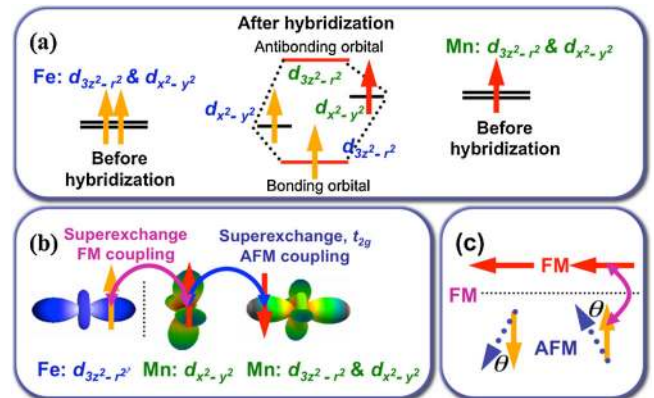 (a)
After hybridization
Antibonding orbital
Fe: d₃z²₋r² & dₓ²₋y²
Mn: d₃z²₋r² & dₓ²₋y²
d₃z²₋r²
dₓ²₋y²
dₓ²₋y²
d₃z²₋r²
Before
hybridization
Before
hybridization
Bonding orbital
(b)
Superexchange
FM coupling
Superexchange, t₂g
AFM coupling
Fe: d₃z²₋r² Mn: dₓ²₋y² Mn: d₃z²₋r² & dₓ²₋y²
(c)
FM
FM
θ
θ
AFM